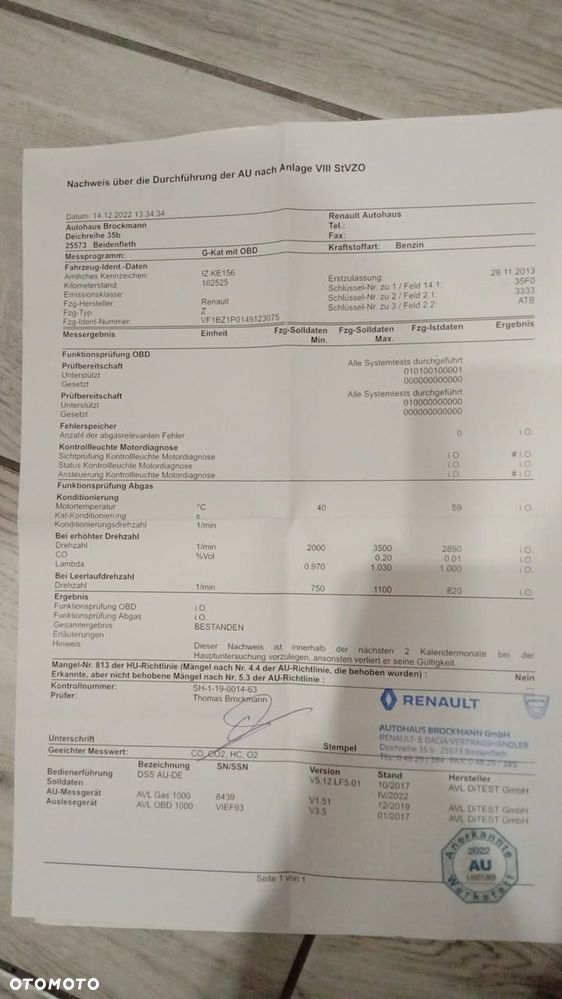 Nachweis über die Durchführung der AU nach Anlage VIII StVZO
Datum: 14.12.2022 13:34:34
Autohaus Brockmann
Deichreihe 35b
25573 Beidenfleth
Renault Autohaus
Tel.:
Fax:
Messprogramm: G-Kat mit OBD Kraftstoffart: Benzin
Fahrzeug-Ident.-Daten
Amtliches Kennzeichen: IZ KE156
Kilometerstand: 102525
Emissionsklasse:
Fzg-Hersteller: Renault
Fzg-Typ: Z
Fzg-Ident-Nummer: VF1BZ1P0149123075
Erstzulassung: 29.11.2013
Schlüssel-Nr. zu 1 / Feld 14.1: 35F0
Schlüssel-Nr. zu 2 / Feld 2.1: 3333
Schlüssel-Nr. zu 3 / Feld 2.2: ATB
Messergebnis Einheit Fzg-Solldaten Min. Fzg-Solldaten Max. Fzg-Istdaten Ergebnis
Funktionsprüfung OBD
Prüfbereitschaft Alle Systemtests durchgeführt
Unterstützt 010100100001
Gesetzt 000000000000
Prüfbereitschaft Alle Systemtests durchgeführt
Unterstützt 010000000000
Gesetzt 000000000000
Fehlerspeicher
Anzahl der abgasrelevanten Fehler 0 i.O.
Kontrollleuchte Motordiagnose
Sichtprüfung Kontrollleuchte Motordiagnose i.O. # i.O.
Status Kontrollleuchte Motordiagnose i.O. i.O.
Ansteuerung Kontrollleuchte Motordiagnose i.O. # i.O.
Funktionsprüfung Abgas
Konditionierung
Motortemperatur °C 40 59 i.O.
Kat-Konditionierung s
Konditionierungsdrehzahl 1/min
Bei erhöhter Drehzahl
Drehzahl 1/min 2000 3500 2890 i.O.
CO %Vol 0.20 0.01 i.O.
Lambda 0.970 1.030 1.000 i.O.
Bei Leerlaufdrehzahl
Drehzahl 1/min 750 1100 820 i.O.
Ergebnis
Funktionsprüfung OBD i.O.
Funktionsprüfung Abgas i.O.
Gesamtergebnis BESTANDEN
Erläuterungen
Hinweis Dieser Nachweis ist innerhalb der nächsten 2 Kalendermonate bei der
Hauptuntersuchung vorzulegen, ansonsten verliert er seine Gültigkeit.
Mangel-Nr. 813 der HU-Richtlinie (Mängel nach Nr. 4.4 der AU-Richtlinie, die behoben wurden) : Nein
Erkannte, aber nicht behobene Mängel nach Nr. 5.3 der AU-Richtlinie :
Kontrollnummer: SH-1-19-0014-63
Prüfer: Thomas Brockmann
RENAULT
AUTOHAUS BROCKMANN GmbH
RENAULT- & DACIA-VERTRAGSHÄNDLER
Deichreihe 35 b · 25573 Beidenfleth
TEL: 0 48 29 / 384 FAX: 0 48 29 / 385
Unterschrift Stempel
Geeichter Messwert: CO, CO2, HC, O2
Bezeichnung SN/SSN Version Stand Hersteller
Bedienerführung DSS AU-DE V5.12 LF5.01 10/2017 AVL DiTEST GmbH
Solldaten IV/2022
AU-Messgerät AVL Gas 1000 8439 V1.51 12/2019 AVL DiTEST GmbH
Auslesegerät AVL OBD 1000 VIEF93 V3.5 01/2017 AVL DiTEST GmbH
Anerkannte
2022
AU
Werkstatt
Seite 1 von 1
OTOMOTO